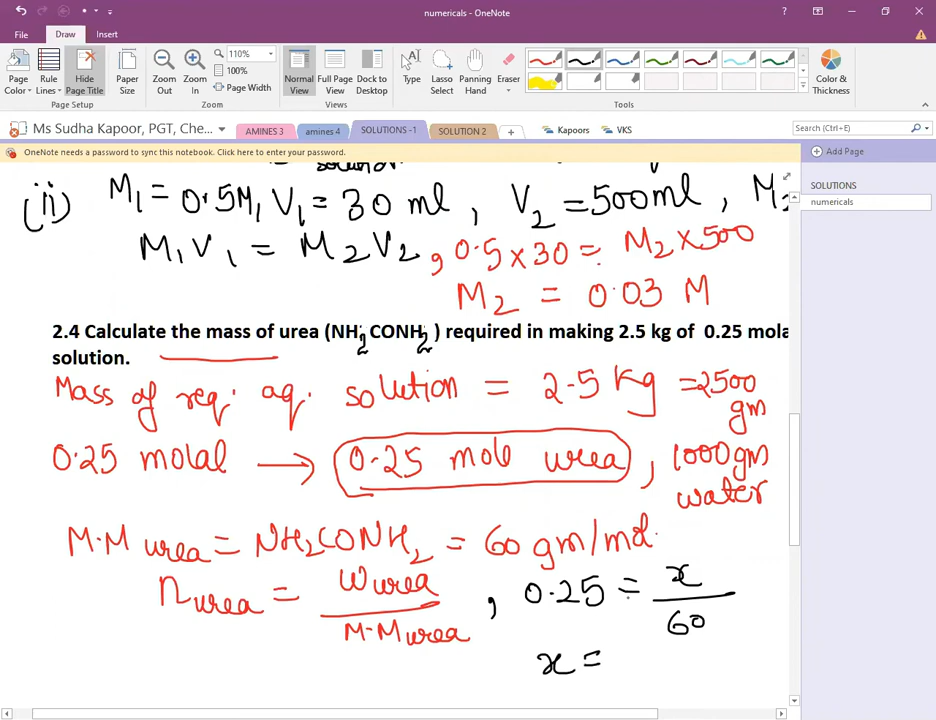 numericals - OneNote
File Draw Insert
Page Color Rule Lines Hide Page Title Paper Size Zoom Out Zoom In 110% 100% Page Width Normal View Full Page View Dock to Desktop Type Lasso Select Panning Hand Eraser Color & Thickness
Page Setup Zoom Views Tools
Ms Sudha Kapoor, PGT, Che... AMINES 3 amines 4 SOLUTIONS -1 SOLUTION 2 + Kapoors VKS Search (Ctrl+E)
OneNote needs a password to sync this notebook. Click here to enter your password.
Add Page
SOLUTIONS
numericals
solution
(ii) M1 = 0.5M, V1 = 30 ml, V2 = 500ml, M2
M1V1 = M2V2, 0.5 × 30 = M2 × 500
M2 = 0.03 M
2.4 Calculate the mass of urea (NH2CONH2) required in making 2.5 kg of 0.25 mola
solution.
Mass of req. aq. solution = 2.5 Kg = 2500 gm
0.25 molal → 0.25 mole urea, 1000 gm water
M.M urea = NH2CONH2 = 60 gm/mol.
n urea = W urea / M.M urea, 0.25 = x / 60
x =